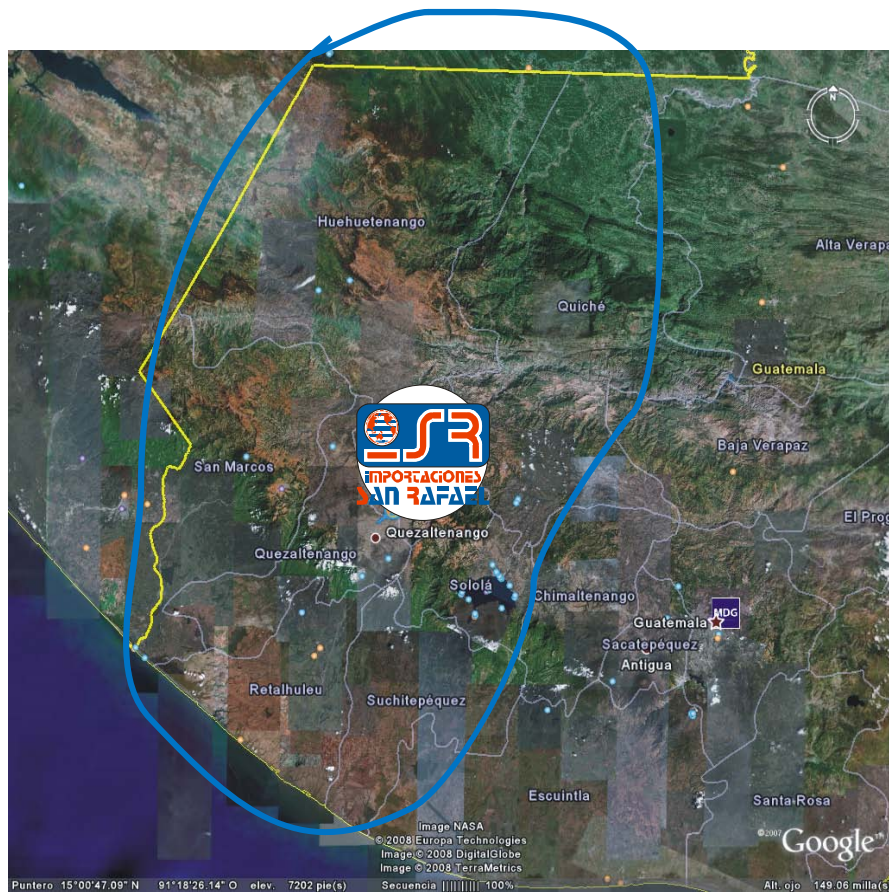 N
Huehuetenango
Alta Verapa
Quiché
Guatemala
ISR
IMPORTACIONES
SAN RAFAEL
Baja Verapaz
San Marcos
El Prog
Quezaltenango
Quezaltenango
Sololá
Chimaltenango
MDG
Guatemala
Sacatepéquez
Antigua
Retalhuleu
Suchitepéquez
Escuintla
Santa Rosa
Image NASA
© 2008 Europa Technologies
Image © 2008 DigitalGlobe
Image © 2008 TerraMetrics
©2007 Google™
Puntero 15°00'47.09" N 91°18'26.14" O elev. 7202 pie(s) Secuencia ||||||||| 100% Alt. ojo 149.06 milla(s